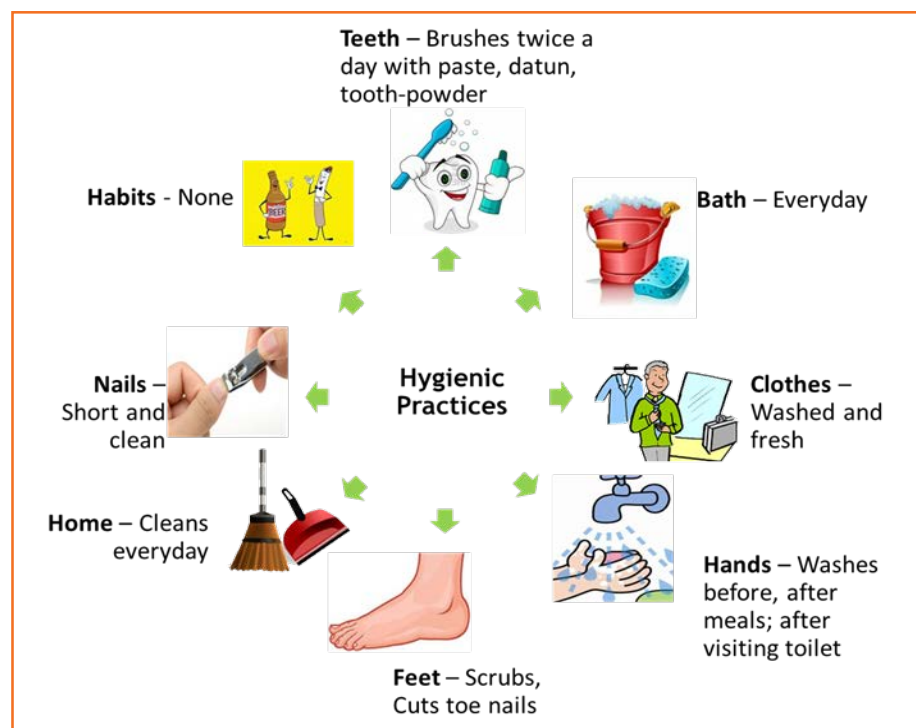 Teeth – Brushes twice a
day with paste, datun,
tooth-powder
Habits - None
BEER
Bath – Everyday
Nails –
Short and
clean
Hygienic
Practices
Clothes –
Washed and
fresh
Home – Cleans
everyday
Hands – Washes
before, after
meals; after
visiting toilet
Feet – Scrubs,
Cuts toe nails